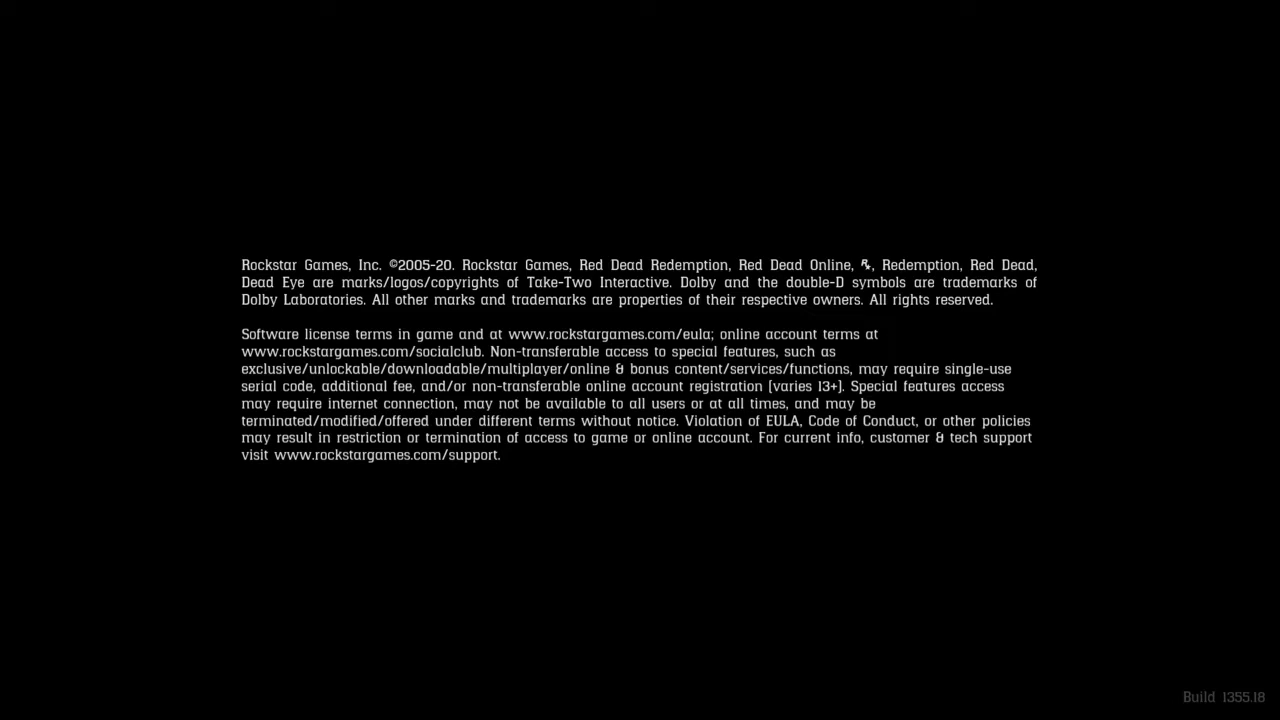 Rockstar Games, Inc. ©2005-20. Rockstar Games, Red Dead Redemption, Red Dead Online, , Redemption, Red Dead,
Dead Eye are marks/logos/copyrights of Take-Two Interactive. Dolby and the double-D symbols are trademarks of
Dolby Laboratories. All other marks and trademarks are properties of their respective owners. All rights reserved.
Software license terms in game and at www.rockstargames.com/eula; online account terms at
www.rockstargames.com/socialclub. Non-transferable access to special features, such as
exclusive/unlockable/downloadable/multiplayer/online & bonus content/services/functions, may require single-use
serial code, additional fee, and/or non-transferable online account registration (varies 13+). Special features access
may require internet connection, may not be available to all users or at all times, and may be
terminated/modified/offered under different terms without notice. Violation of EULA, Code of Conduct, or other policies
may result in restriction or termination of access to game or online account. For current info, customer & tech support
visit www.rockstargames.com/support.
Build 1355.18